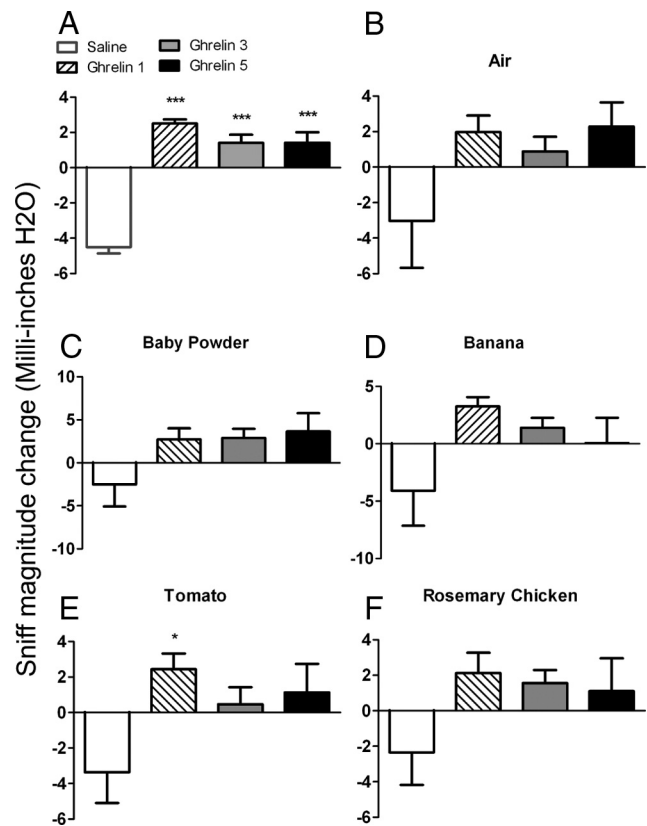 A
Saline
Ghrelin 1
Ghrelin 3
Ghrelin 5
*** *** ***
4
2
0
-2
-4
-6
B
Air
4
2
0
-2
-4
-6
Sniff magnitude change (Milli-inches H2O)
C
Baby Powder
10
5
0
-5
-10
D
Banana
5
0
-5
-10
E
Tomato
*
4
2
0
-2
-4
-6
F
Rosemary Chicken
4
2
0
-2
-4
-6